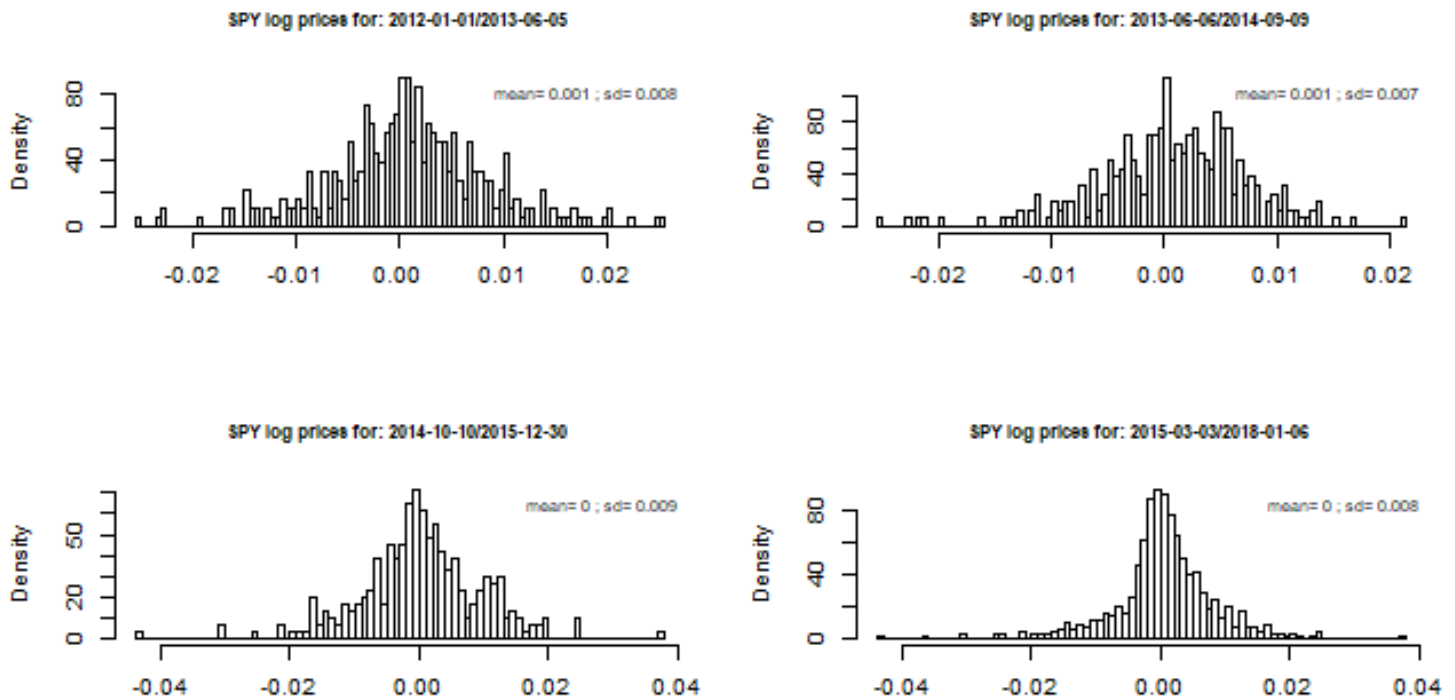 SPY log prices for: 2012-01-01/2013-06-05
mean= 0.001 ; sd= 0.008
Density
0 40 80
-0.02 -0.01 0.00 0.01 0.02
SPY log prices for: 2013-06-06/2014-09-09
mean= 0.001 ; sd= 0.007
Density
0 40 80
-0.02 -0.01 0.00 0.01 0.02
SPY log prices for: 2014-10-10/2015-12-30
mean= 0 ; sd= 0.009
Density
0 20 50
-0.04 -0.02 0.00 0.02 0.04
SPY log prices for: 2015-03-03/2018-01-06
mean= 0 ; sd= 0.008
Density
0 40 80
-0.04 -0.02 0.00 0.02 0.04